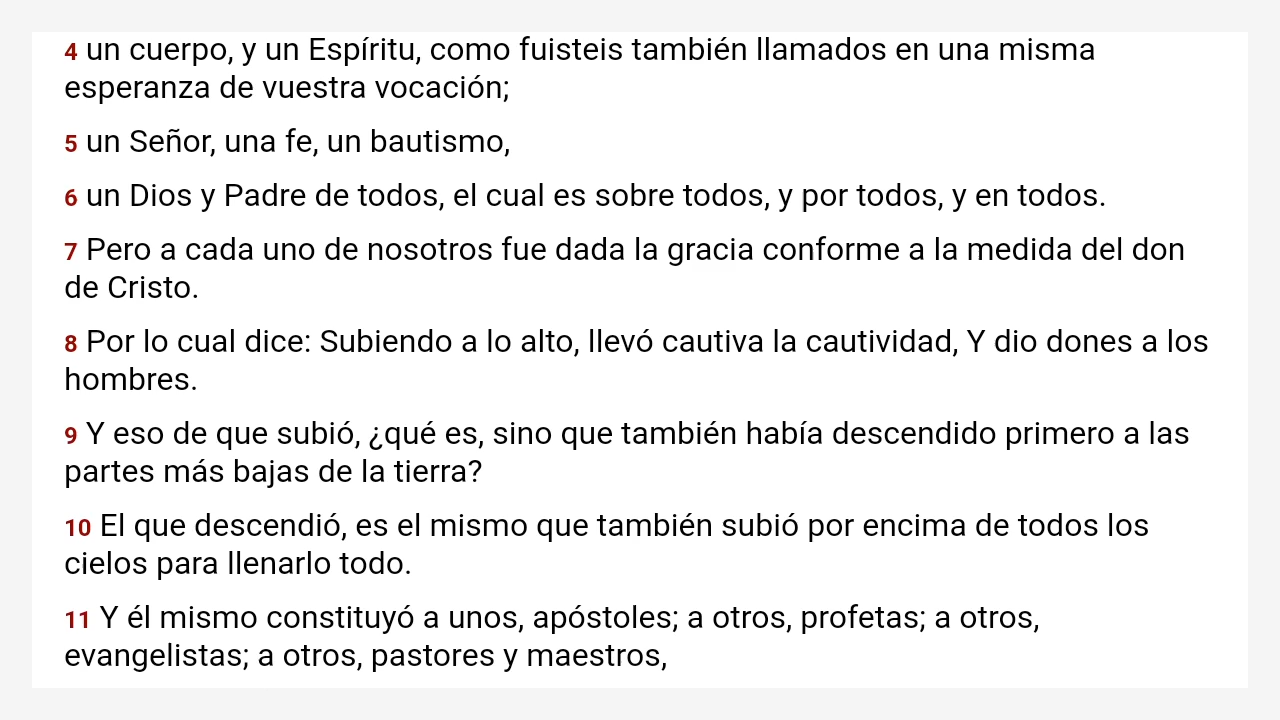 4 un cuerpo, y un Espíritu, como fuisteis también llamados en una misma
esperanza de vuestra vocación;
5 un Señor, una fe, un bautismo,
6 un Dios y Padre de todos, el cual es sobre todos, y por todos, y en todos.
7 Pero a cada uno de nosotros fue dada la gracia conforme a la medida del don
de Cristo.
8 Por lo cual dice: Subiendo a lo alto, llevó cautiva la cautividad, Y dio dones a los
hombres.
9 Y eso de que subió, ¿qué es, sino que también había descendido primero a las
partes más bajas de la tierra?
10 El que descendió, es el mismo que también subió por encima de todos los
cielos para llenarlo todo.
11 Y él mismo constituyó a unos, apóstoles; a otros, profetas; a otros,
evangelistas; a otros, pastores y maestros,